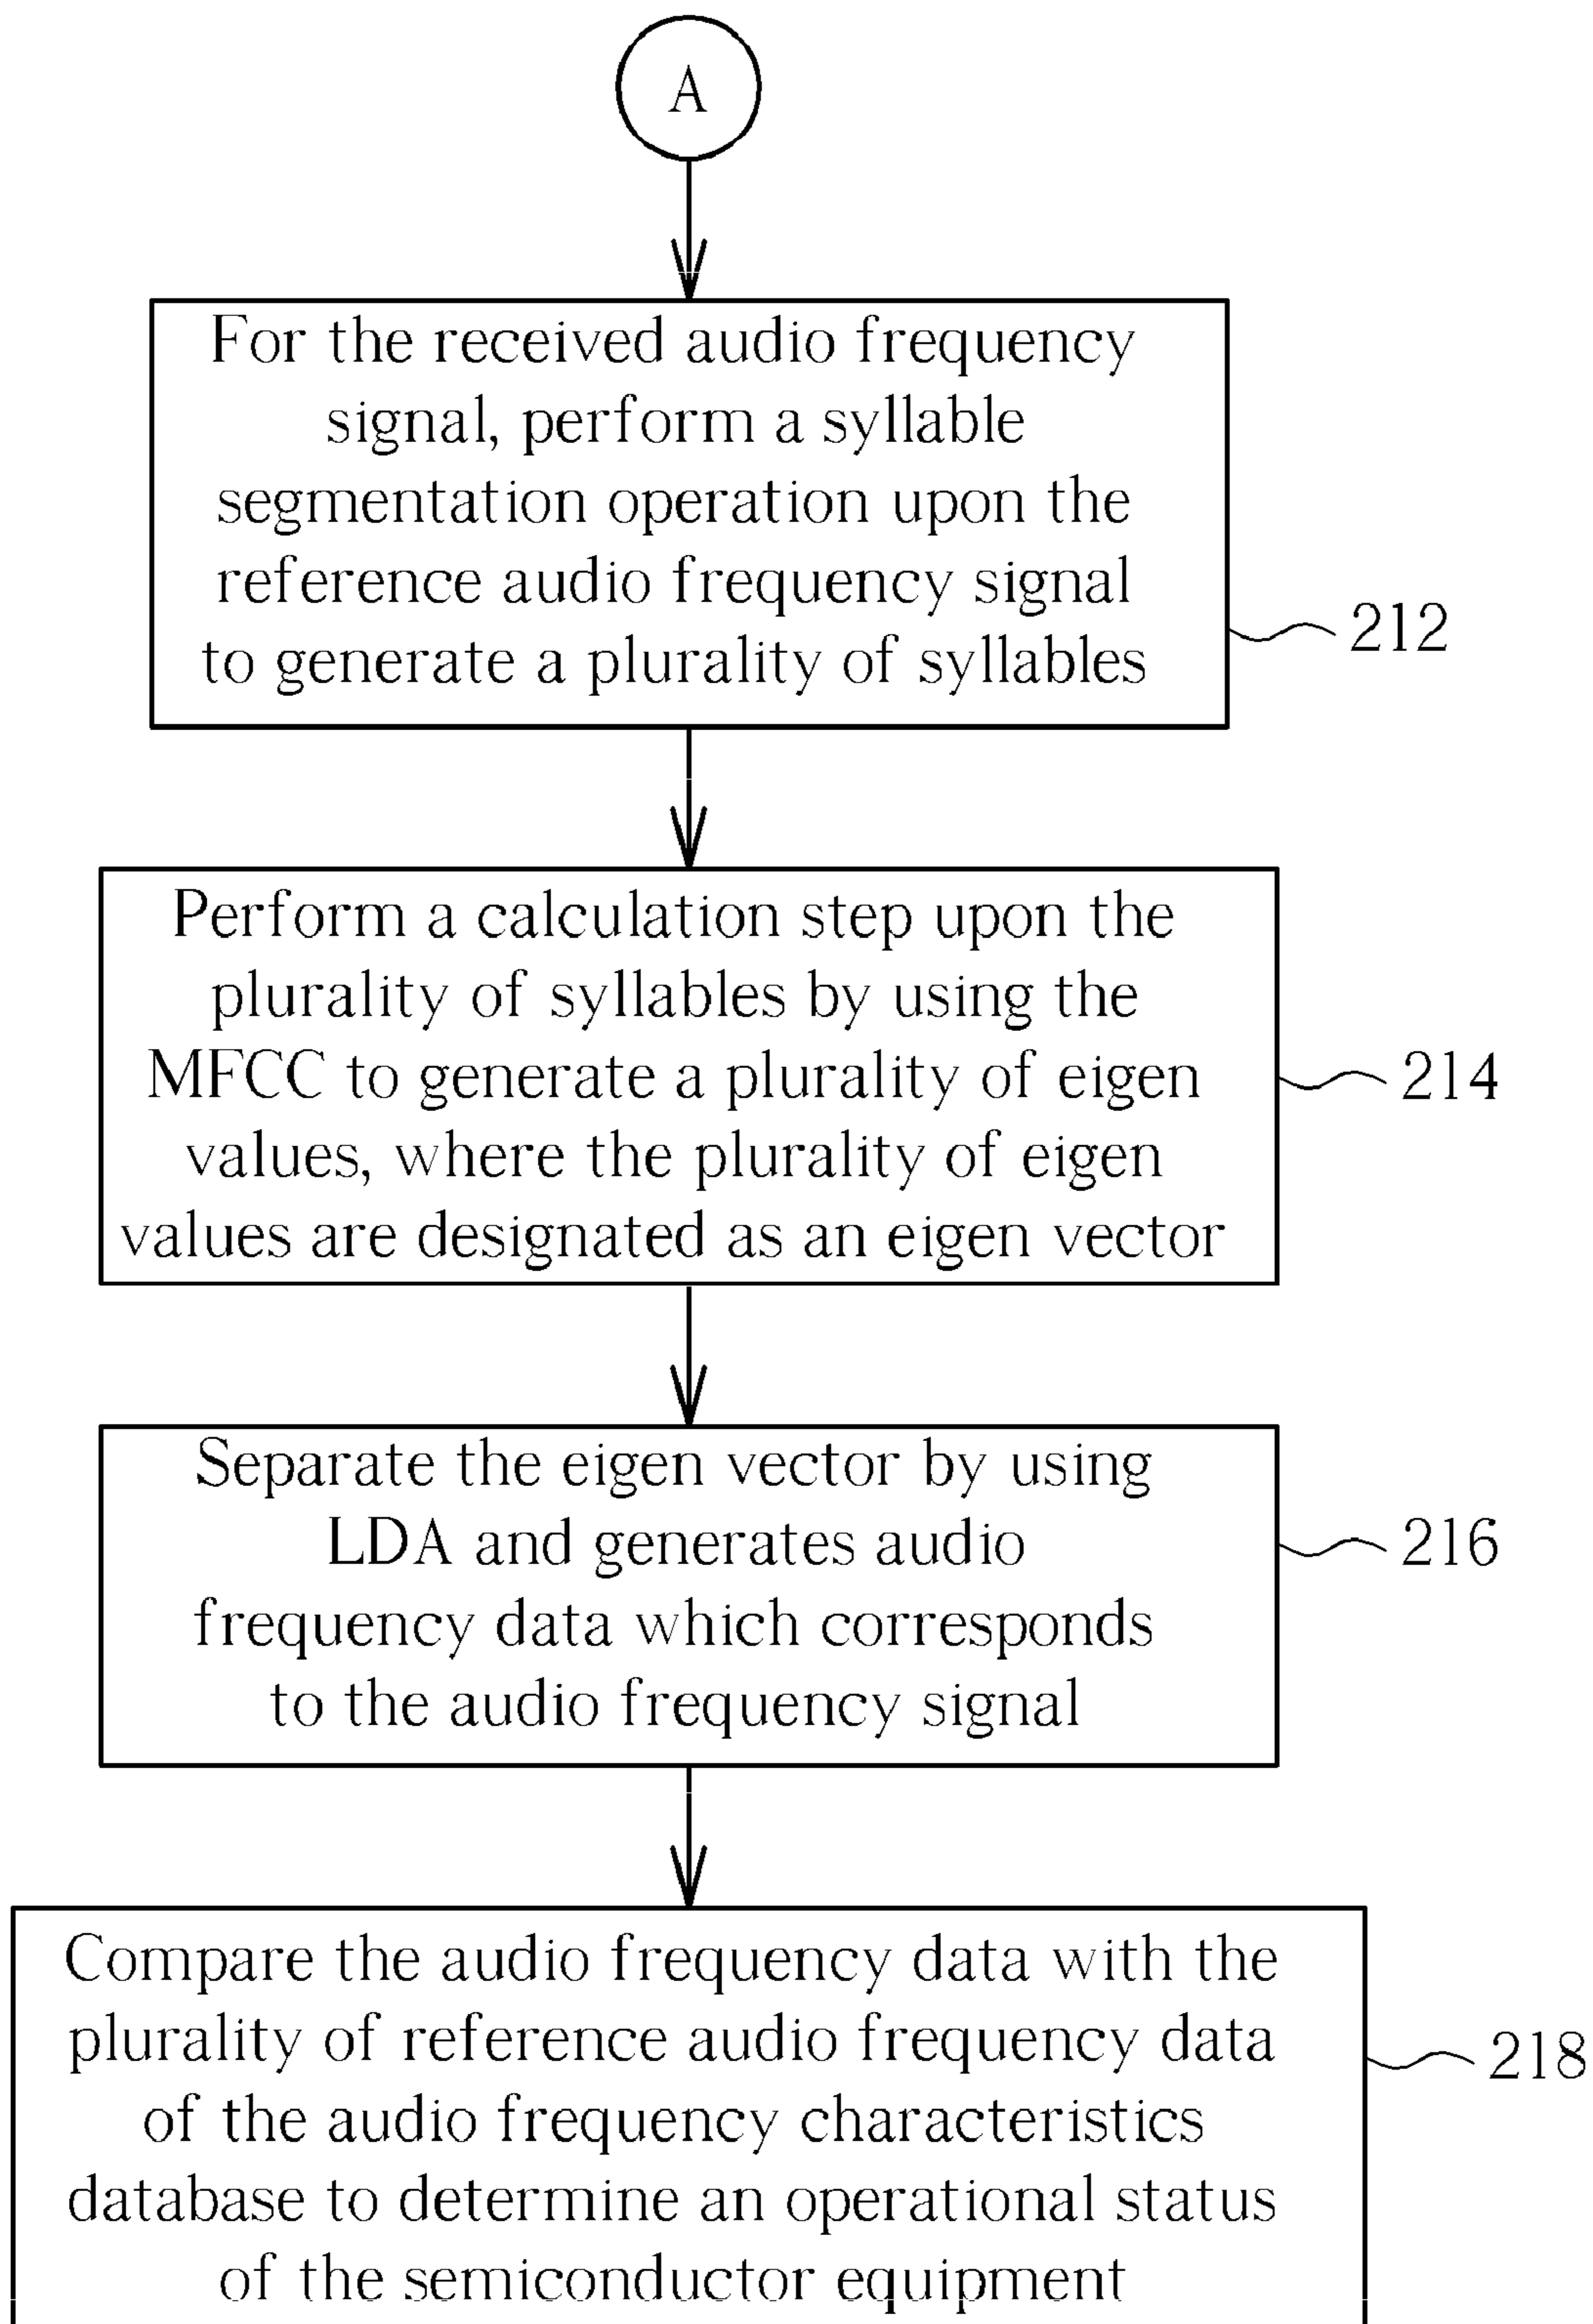 A
For the received audio frequency
signal, perform a syllable
segmentation operation upon the
reference audio frequency signal
to generate a plurality of syllables
212
Perform a calculation step upon the
plurality of syllables by using the
MFCC to generate a plurality of eigen
values, where the plurality of eigen
values are designated as an eigen vector
214
Separate the eigen vector by using
LDA and generates audio
frequency data which corresponds
to the audio frequency signal
216
Compare the audio frequency data with the
plurality of reference audio frequency data
of the audio frequency characteristics
database to determine an operational status
of the semiconductor equipment
218